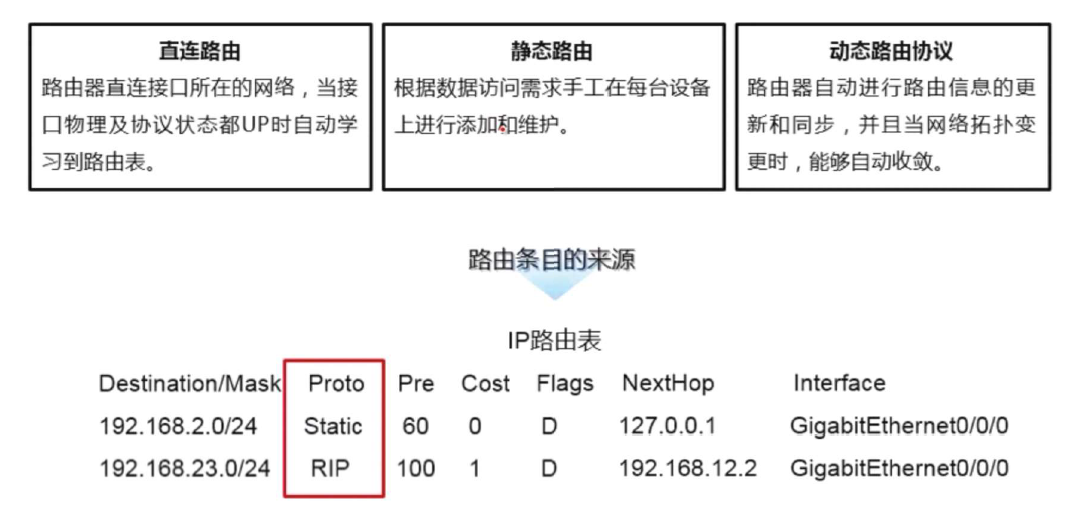 直连路由
路由器直连接口所在的网络，当接
口物理及协议状态都UP时自动学
习到路由表。
静态路由
根据数据访问需求手工在每台设备
上进行添加和维护。
动态路由协议
路由器自动进行路由信息的更
新和同步，并且当网络拓扑变
更时，能够自动收敛。
路由条目的来源
IP路由表
Destination/Mask Proto Pre Cost Flags NextHop Interface
192.168.2.0/24 Static 60 0 D 127.0.0.1 GigabitEthernet0/0/0
192.168.23.0/24 RIP 100 1 D 192.168.12.2 GigabitEthernet0/0/0